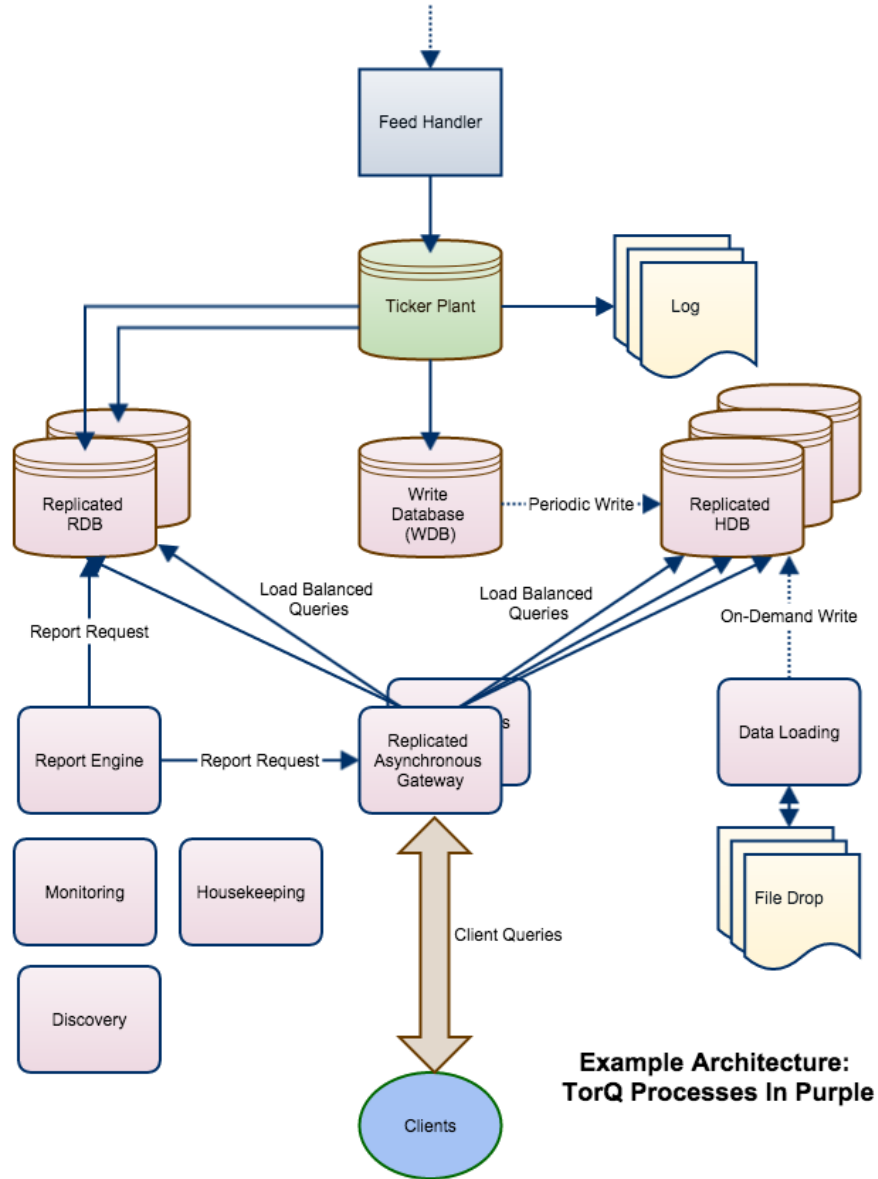 Feed Handler
Ticker Plant
Log
Replicated
RDB
Write
Database
(WDB)
Periodic Write
Replicated
HDB
Load Balanced
Queries
Load Balanced
Queries
Report Request
On-Demand Write
Report Engine
Report Request
Replicated
Asynchronous
Gateway
Data Loading
Monitoring
Housekeeping
Client Queries
File Drop
Discovery
Example Architecture:
TorQ Processes In Purple
Clients